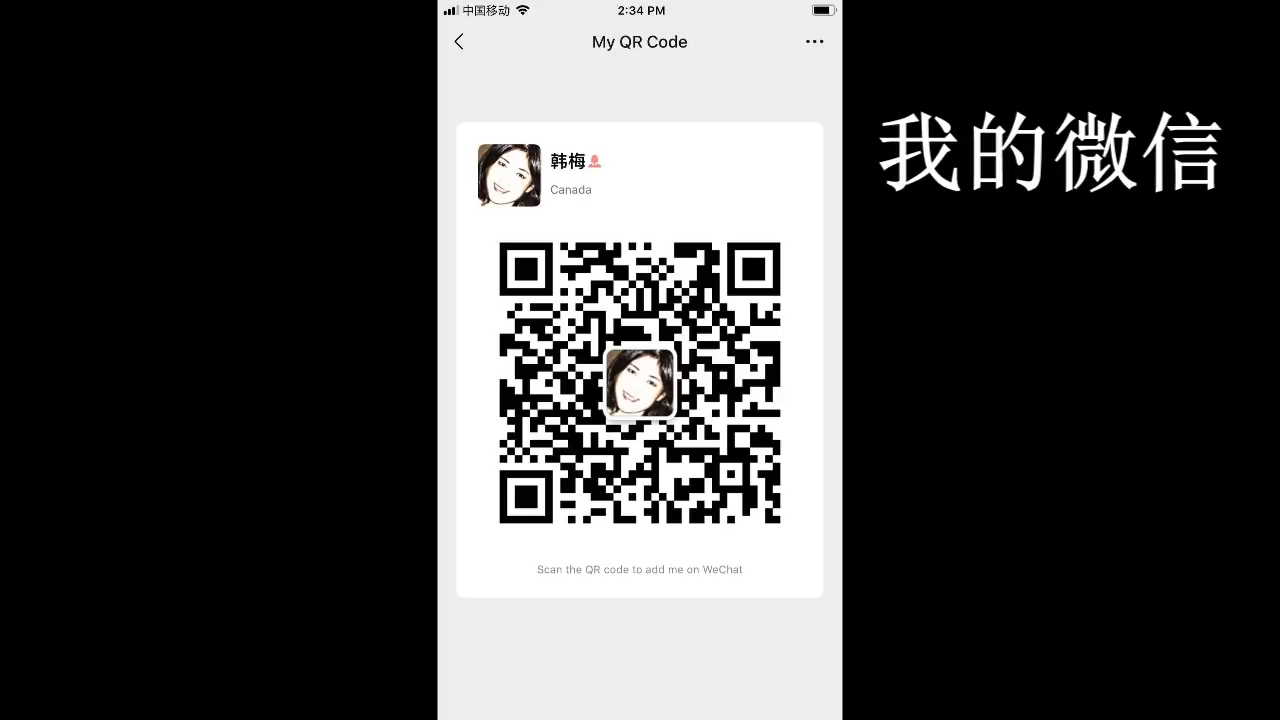 中国移动
2:34 PM
My QR Code
我的微信
韩梅
Canada
Scan the QR code to add me on WeChat